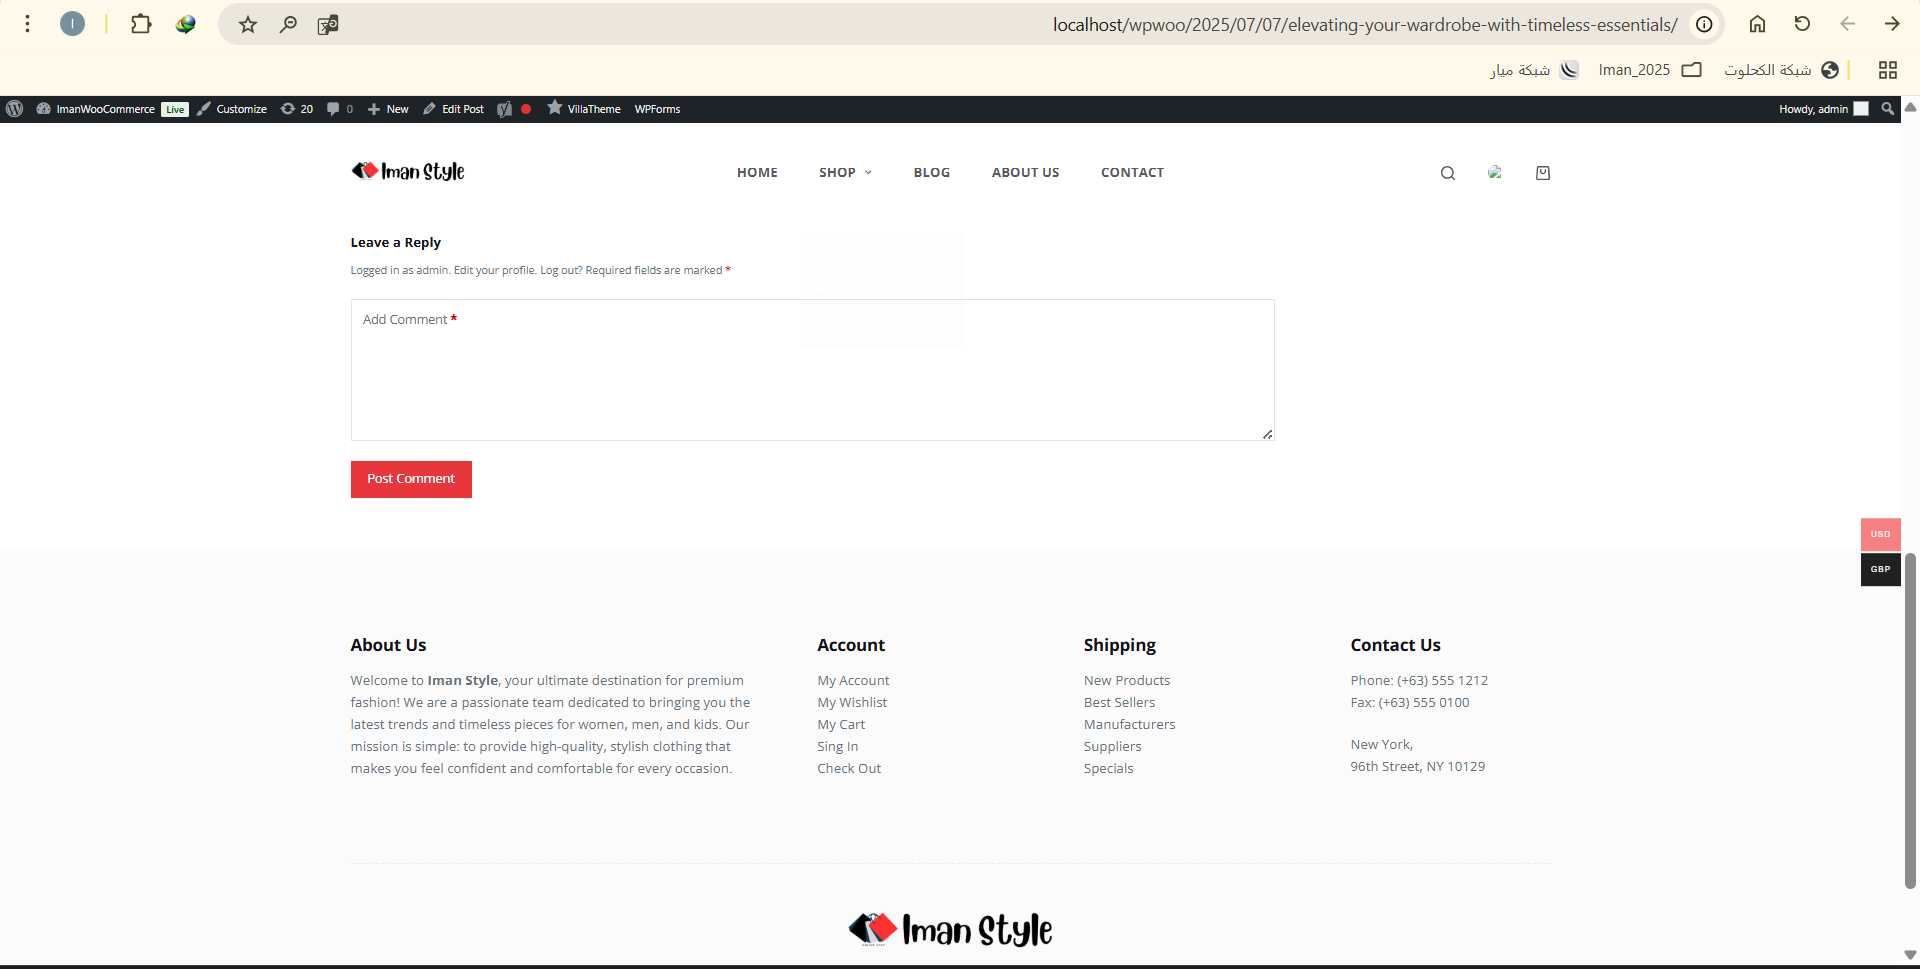 I
localhost/wpwoo/2025/07/07/elevating-your-wardrobe-with-timeless-essentials/
شبكة ميار
Iman_2025
شبكة الكحلوت
ImanWooCommerce Live Customize 20 0 New Edit Post VillaTheme WPForms
Howdy, admin
Iman Style
HOME SHOP BLOG ABOUT US CONTACT
Leave a Reply
Logged in as admin. Edit your profile. Log out? Required fields are marked *
Add Comment *
Post Comment
USD
GBP
About Us
Welcome to Iman Style, your ultimate destination for premium
fashion! We are a passionate team dedicated to bringing you the
latest trends and timeless pieces for women, men, and kids. Our
mission is simple: to provide high-quality, stylish clothing that
makes you feel confident and comfortable for every occasion.
Account
My Account
My Wishlist
My Cart
Sing In
Check Out
Shipping
New Products
Best Sellers
Manufacturers
Suppliers
Specials
Contact Us
Phone: (+63) 555 1212
Fax: (+63) 555 0100
New York,
96th Street, NY 10129
Iman Style